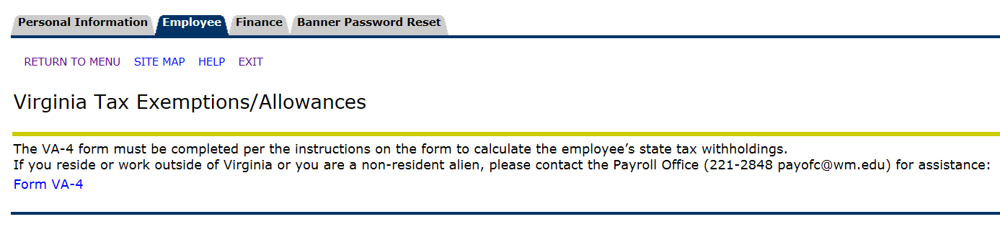 Personal Information Employee Finance Banner Password Reset
RETURN TO MENU SITE MAP HELP EXIT
Virginia Tax Exemptions/Allowances
The VA-4 form must be completed per the instructions on the form to calculate the employee’s state tax withholdings.
If you reside or work outside of Virginia or you are a non-resident alien, please contact the Payroll Office (221-2848 payofc@wm.edu) for assistance:
Form VA-4